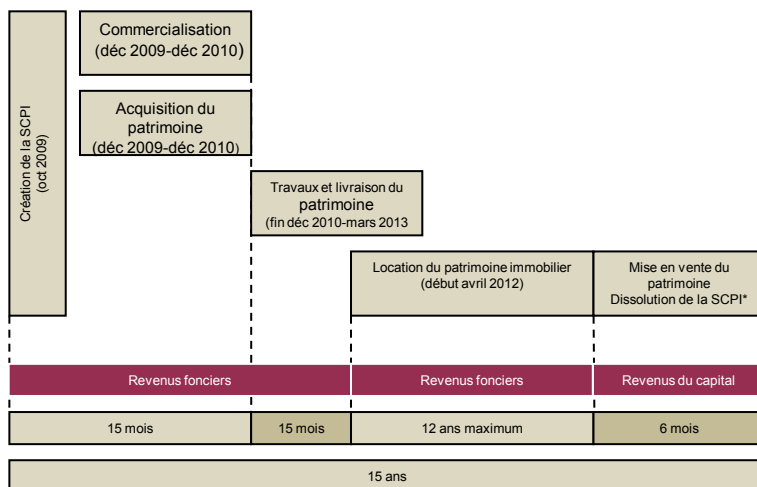 Création de la SCPI
(oct 2009)
Commercialisation
(déc 2009-déc 2010)
Acquisition du
patrimoine
(déc 2009-déc 2010)
Travaux et livraison du
patrimoine
(fin déc 2010-mars 2013
Location du patrimoine immobilier
(début avril 2012)
Mise en vente du
patrimoine
Dissolution de la SCPI*
Revenus fonciers
Revenus fonciers
Revenus du capital
15 mois
15 mois
12 ans maximum
6 mois
15 ans